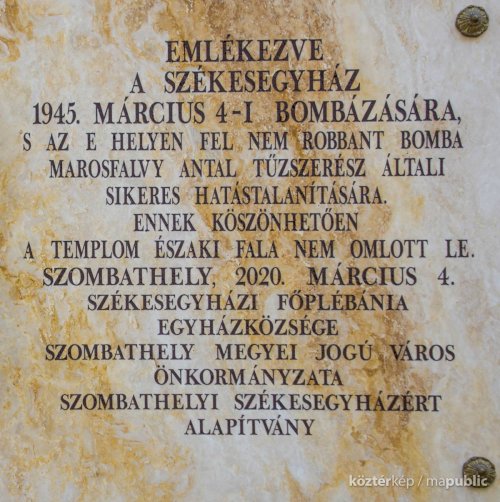 EMLÉKEZVE
A SZÉKESEGYHÁZ
1945. MÁRCIUS 4-I BOMBÁZÁSÁRA,
S AZ E HELYEN FEL NEM ROBBANT BOMBA
MAROSFALVY ANTAL TŰZSZERÉSZ ÁLTALI
SIKERES HATÁSTALANÍTÁSÁRA.
ENNEK KÖSZÖNHETŐEN
A TEMPLOM ÉSZAKI FALA NEM OMLOTT LE.
SZOMBATHELY, 2020. MÁRCIUS 4.
SZÉKESEGYHÁZI FŐPLÉBÁNIA
EGYHÁZKÖZSÉGE
SZOMBATHELY MEGYEI JOGÚ VÁROS
ÖNKORMÁNYZATA
SZOMBATHELYI SZÉKESEGYHÁZÉRT
ALAPÍTVÁNY
köztérkép / mapublic